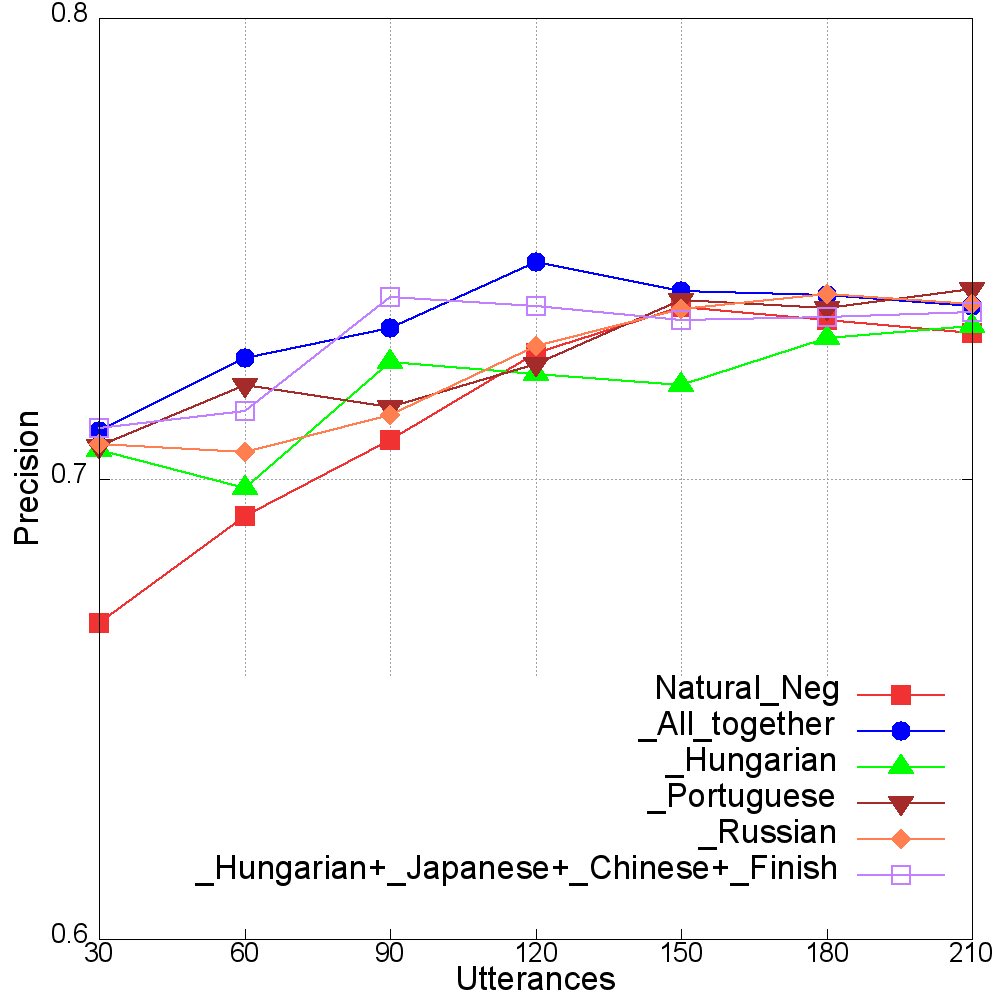 0.8
0.7
0.6
Precision
30 60 90 120 150 180 210
Utterances
Natural_Neg
_All_together
_Hungarian
_Portuguese
_Russian
_Hungarian+_Japanese+_Chinese+_Finish